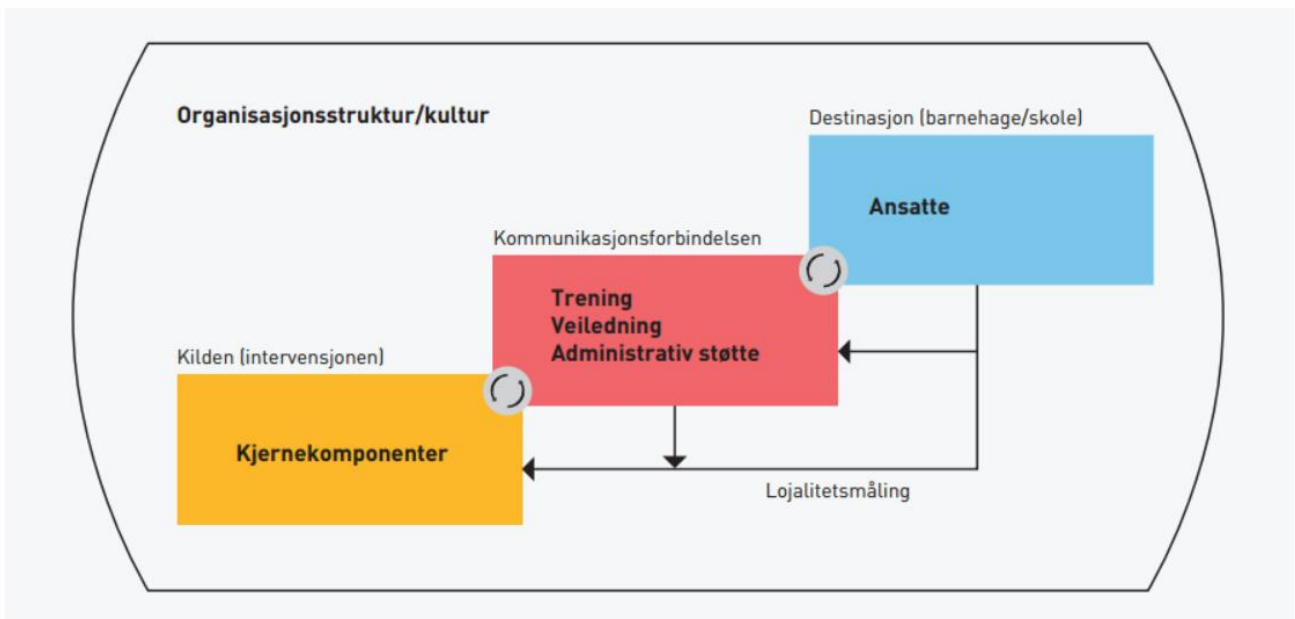 Organisasjonsstruktur/kultur
Destinasjon (barnehage/skole)
Ansatte
Kommunikasjonsforbindelsen
Trening
Veiledning
Administrativ støtte
Kilden (intervensjonen)
Kjernekomponenter
Lojalitetsmåling